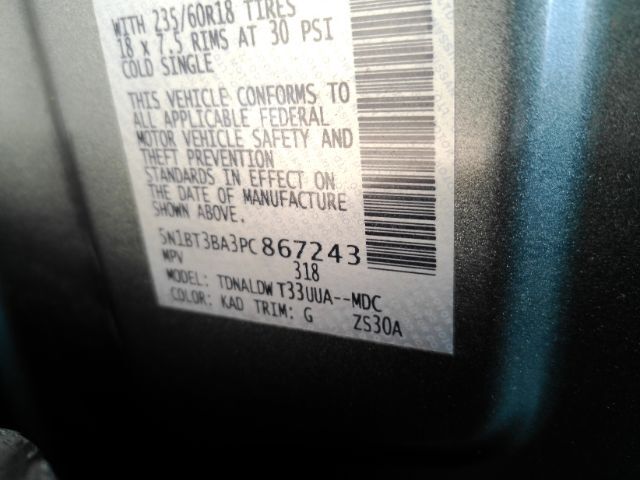 WITH 235/60R18 TIRES
18 x 7.5 RIMS AT 30 PSI
COLD SINGLE
THIS VEHICLE CONFORMS TO
ALL APPLICABLE FEDERAL
MOTOR VEHICLE SAFETY AND
THEFT PREVENTION
STANDARDS IN EFFECT ON
THE DATE OF MANUFACTURE
SHOWN ABOVE.
5N1BT3BA3PC867243
MPV 318
MODEL: TDNALDW T33UUA--MDC
COLOR: KAD TRIM: G ZS30A